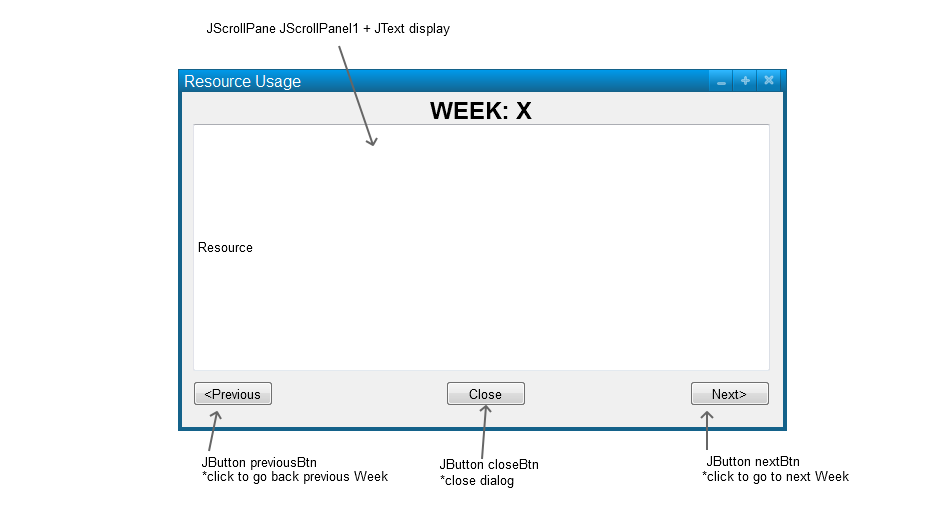 JScrollPane JScrollPanel1 + JText display
Resource Usage
WEEK: X
Resource
<Previous
Close
Next>
JButton previousBtn
*click to go back previous Week
JButton closeBtn
*close dialog
JButton nextBtn
*click to go to next Week